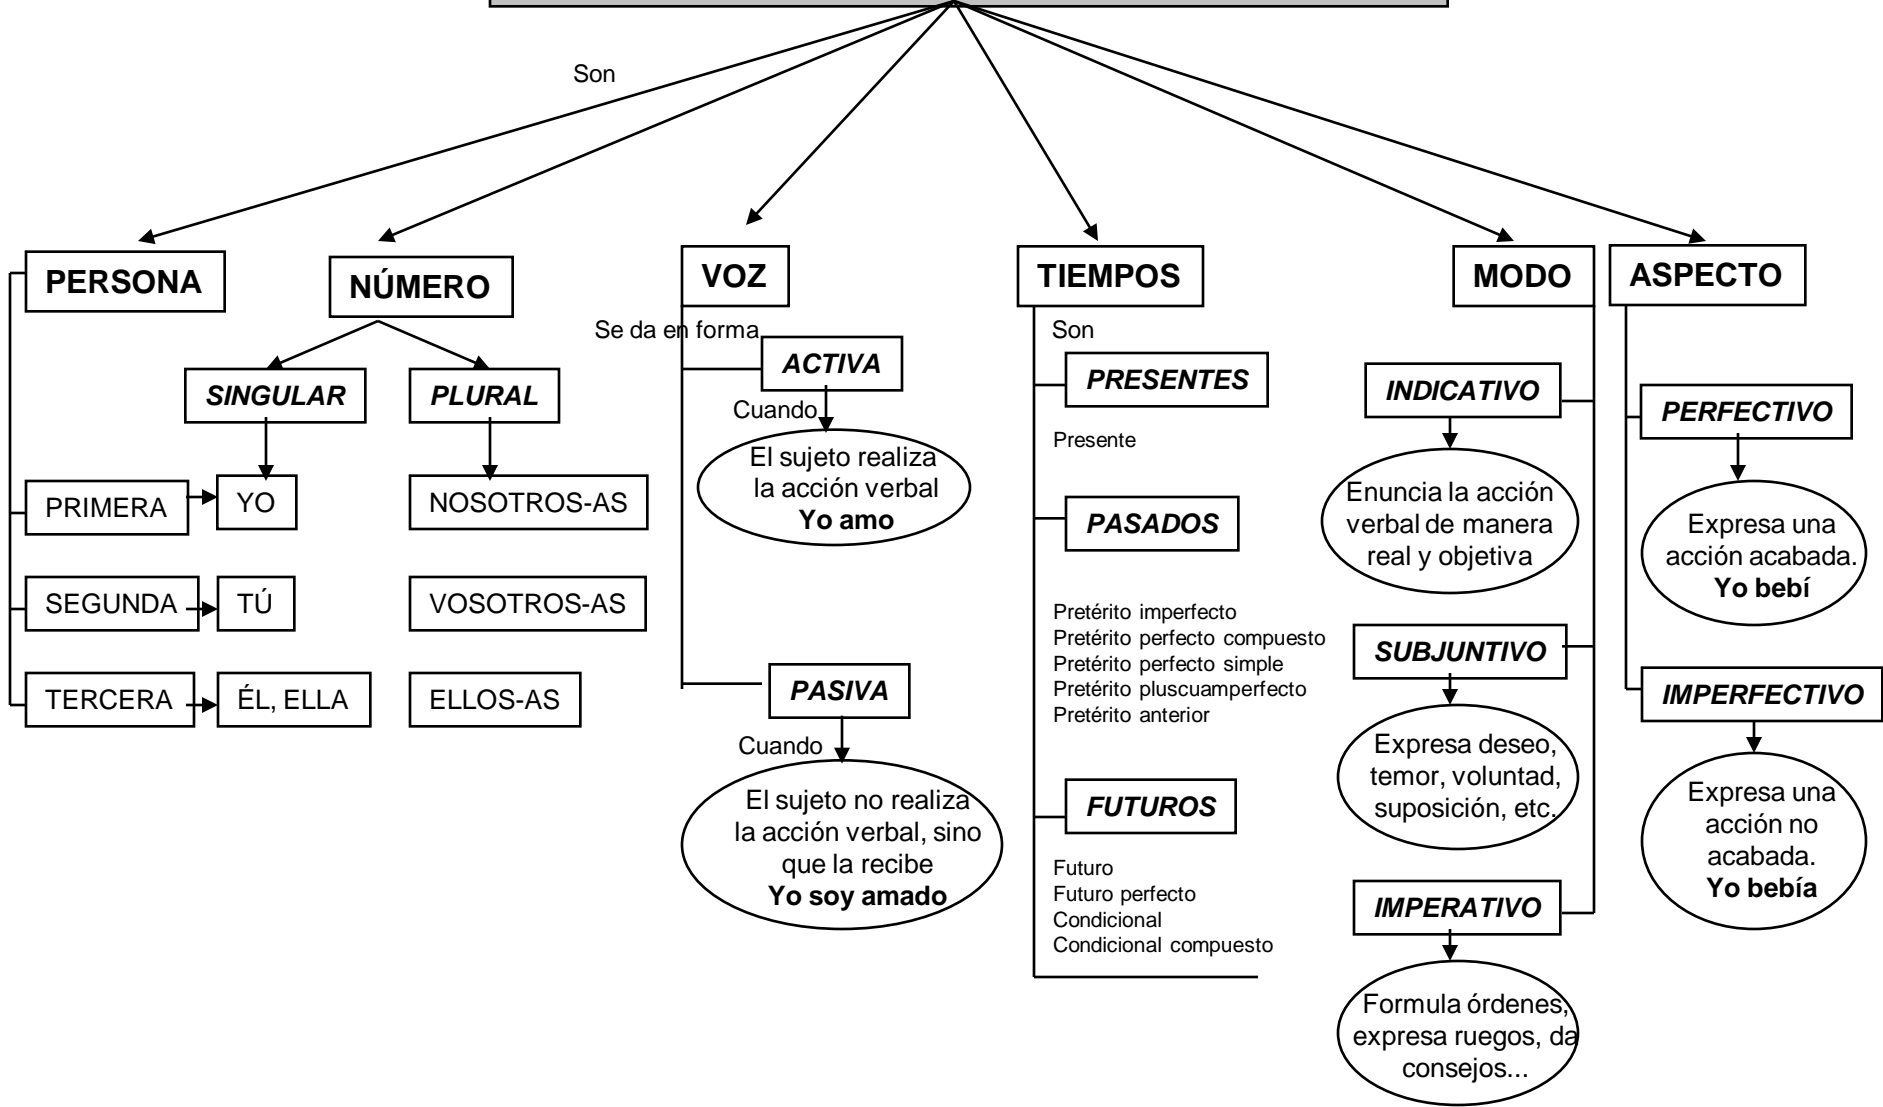 Son
PERSONA
NÚMERO
SINGULAR
PLURAL
PRIMERA
YO
NOSOTROS-AS
SEGUNDA
TÚ
VOSOTROS-AS
TERCERA
ÉL, ELLA
ELLOS-AS
VOZ
Se da en forma
ACTIVA
Cuando
El sujeto realiza
la acción verbal
Yo amo
PASIVA
Cuando
El sujeto no realiza
la acción verbal, sino
que la recibe
Yo soy amado
TIEMPOS
Son
PRESENTES
Presente
PASADOS
Pretérito imperfecto
Pretérito perfecto compuesto
Pretérito perfecto simple
Pretérito pluscuamperfecto
Pretérito anterior
FUTUROS
Futuro
Futuro perfecto
Condicional
Condicional compuesto
MODO
INDICATIVO
Enuncia la acción
verbal de manera
real y objetiva
SUBJUNTIVO
Expresa deseo,
temor, voluntad,
suposición, etc.
IMPERATIVO
Formula órdenes,
expresa ruegos, da
consejos...
ASPECTO
PERFECTIVO
Expresa una
acción acabada.
Yo bebí
IMPERFECTIVO
Expresa una
acción no
acabada.
Yo bebía